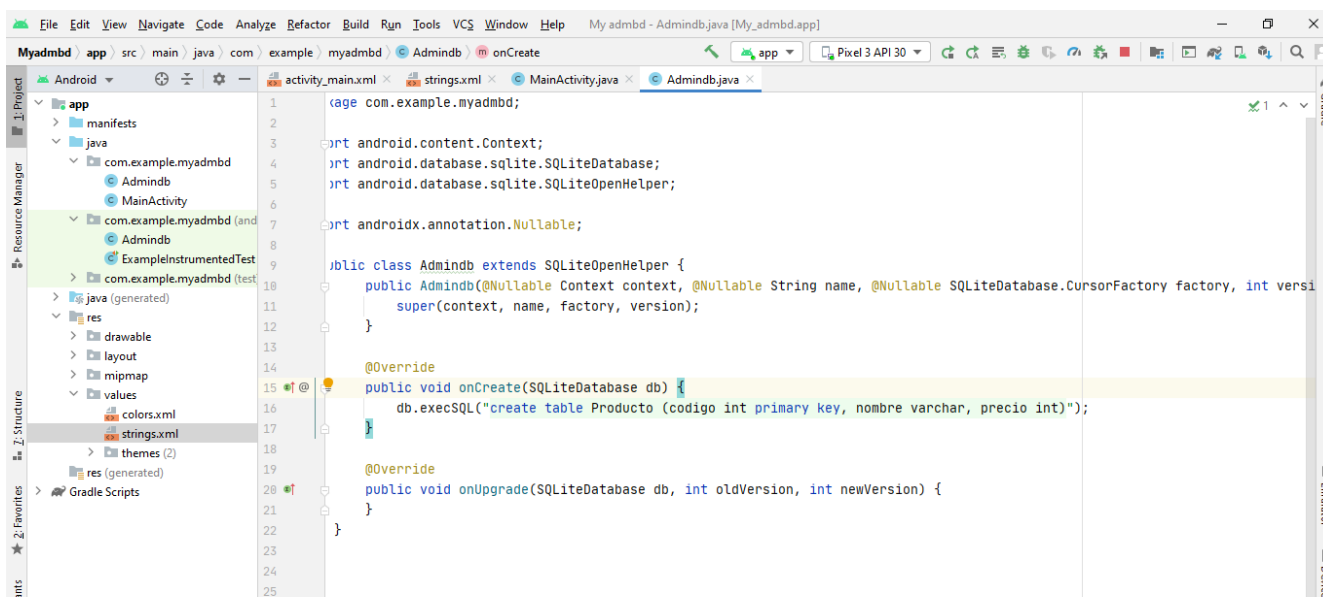 File Edit View Navigate Code Analyze Refactor Build Run Tools VCS Window Help My admbd - Admindb.java [My_admbd.app]
Myadmbd app src main java com example myadmbd Admindb onCreate app Pixel 3 API 30
Android
activity_main.xml strings.xml MainActivity.java Admindb.java
1: Project
Resource Manager
7: Structure
2: Favorites
app
manifests
java
com.example.myadmbd
Admindb
MainActivity
com.example.myadmbd (and
Admindb
ExampleInstrumentedTest
com.example.myadmbd (test
java (generated)
res
drawable
layout
mipmap
values
colors.xml
strings.xml
themes (2)
res (generated)
Gradle Scripts
1 kage com.example.myadmbd;
2
3 ort android.content.Context;
4 ort android.database.sqlite.SQLiteDatabase;
5 ort android.database.sqlite.SQLiteOpenHelper;
6
7 ort androidx.annotation.Nullable;
8
9 ublic class Admindb extends SQLiteOpenHelper {
10 public Admindb(@Nullable Context context, @Nullable String name, @Nullable SQLiteDatabase.CursorFactory factory, int versi
11 super(context, name, factory, version);
12 }
13
14 @Override
15 @ public void onCreate(SQLiteDatabase db) {
16 db.execSQL("create table Producto (codigo int primary key, nombre varchar, precio int)");
17 }
18
19 @Override
20 public void onUpgrade(SQLiteDatabase db, int oldVersion, int newVersion) {
21 }
22 }
23
24
25
1